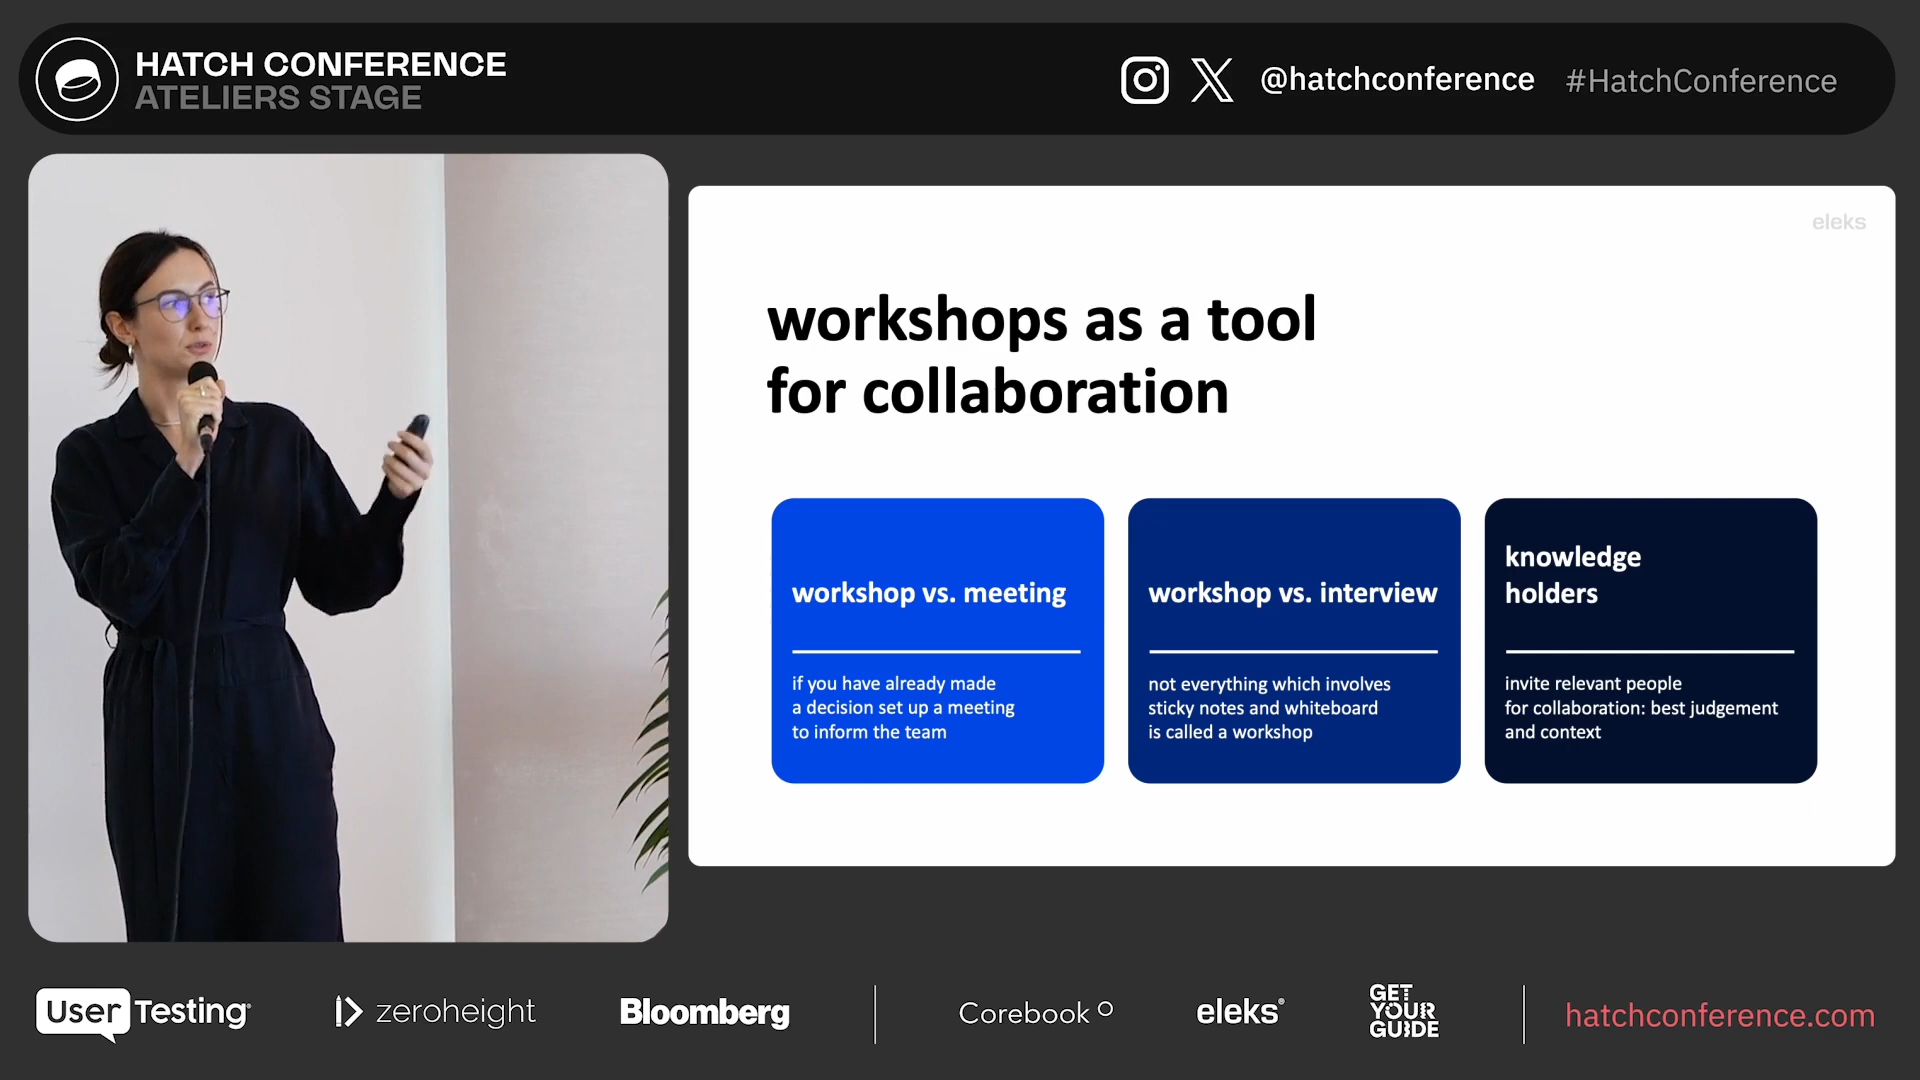 HATCH CONFERENCE
ATELIERS STAGE
@hatchconference #HatchConference
eleks
workshops as a tool
for collaboration
workshop vs. meeting
if you have already made
a decision set up a meeting
to inform the team
workshop vs. interview
not everything which involves
sticky notes and whiteboard
is called a workshop
knowledge
holders
invite relevant people
for collaboration: best judgement
and context
UserTesting
zeroheight
Bloomberg
Corebook
eleks®
GET
YOUR
GUIDE
hatchconference.com